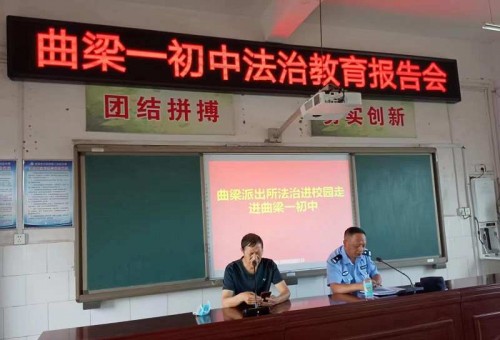 曲梁一初中法治教育报告会
团结拼搏
务实创新
曲梁派出所法治进校园走
进曲梁一初中